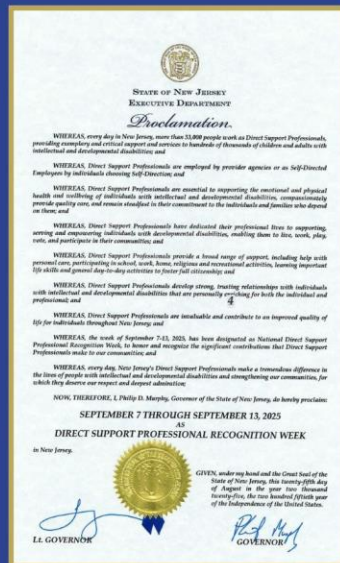 STATE OF NEW JERSEY
EXECUTIVE DEPARTMENT
Proclamation
WHEREAS, every day in New Jersey, more than 33,000 people work as Direct Support Professionals,
providing exemplary and critical support and services to hundreds of thousands of children and adults with
intellectual and developmental disabilities; and
WHEREAS, Direct Support Professionals are employed by provider agencies or as Self-Directed
Employees by individuals choosing Self-Direction; and
WHEREAS, Direct Support Professionals are essential to supporting the emotional and physical
health and wellbeing of individuals with intellectual and developmental disabilities, compassionately
provide quality care, and remain steadfast in their commitment to the individuals and families who depend
on them; and
WHEREAS, Direct Support Professionals have dedicated their professional lives to supporting,
serving and empowering individuals with developmental disabilities, enabling them to live, work, play,
vote, and participate in their communities; and
WHEREAS, Direct Support Professionals provide a broad range of support, including help with
personal care, participating in school, work, home, religious and recreational activities, learning important
life skills and general day-to-day activities to foster full citizenship; and
WHEREAS, Direct Support Professionals develop strong, trusting relationships with individuals
with intellectual and developmental disabilities that are personally enriching for both the individual and
professional; and
4
WHEREAS, Direct Support Professionals are invaluable and contribute to an improved quality of
life for individuals throughout New Jersey; and
WHEREAS, the week of September 7-13, 2025, has been designated as National Direct Support
Professional Recognition Week, to honor and recognize the significant contributions that Direct Support
Professionals make to our communities; and
WHEREAS, every day, New Jersey's Direct Support Professionals make a tremendous difference in
the lives of people with intellectual and developmental disabilities and strengthening our communities, for
which they deserve our respect and deepest admiration;
NOW, THEREFORE, I, Philip D. Murphy, Governor of the State of New Jersey, do hereby proclaim:
SEPTEMBER 7 THROUGH SEPTEMBER 13, 2025
AS
DIRECT SUPPORT PROFESSIONAL RECOGNITION WEEK
in New Jersey.
GIVEN, under my hand and the Great Seal of the
State of New Jersey, this twenty-fifth day
of August in the year two thousand
twenty-five, the two hundred fiftieth year
of the Independence of the United States.
Lt. GOVERNOR
GOVERNOR